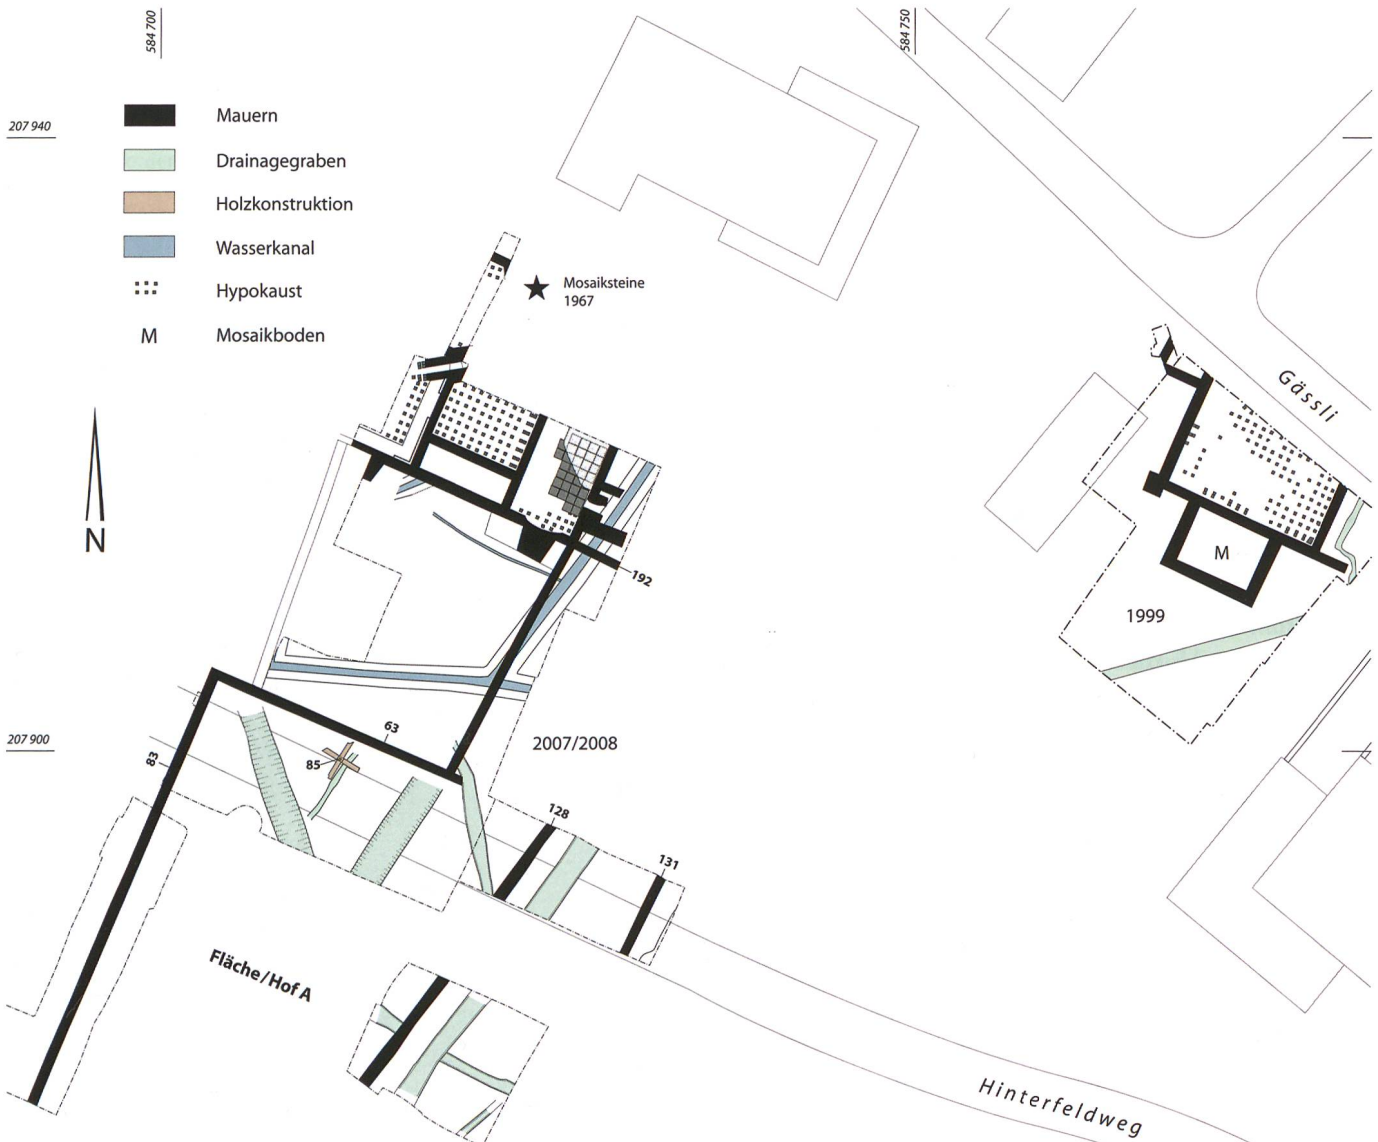 584 700
584 750
207 940
Mauern
Drainagegraben
Holzkonstruktion
Wasserkanal
Hypokaust
M Mosaikboden
Mosaiksteine
1967
N
Gässli
M
192
1999
63
2007/2008
207 900
83
85
128
131
Fläche/Hof A
Hinterfeldweg